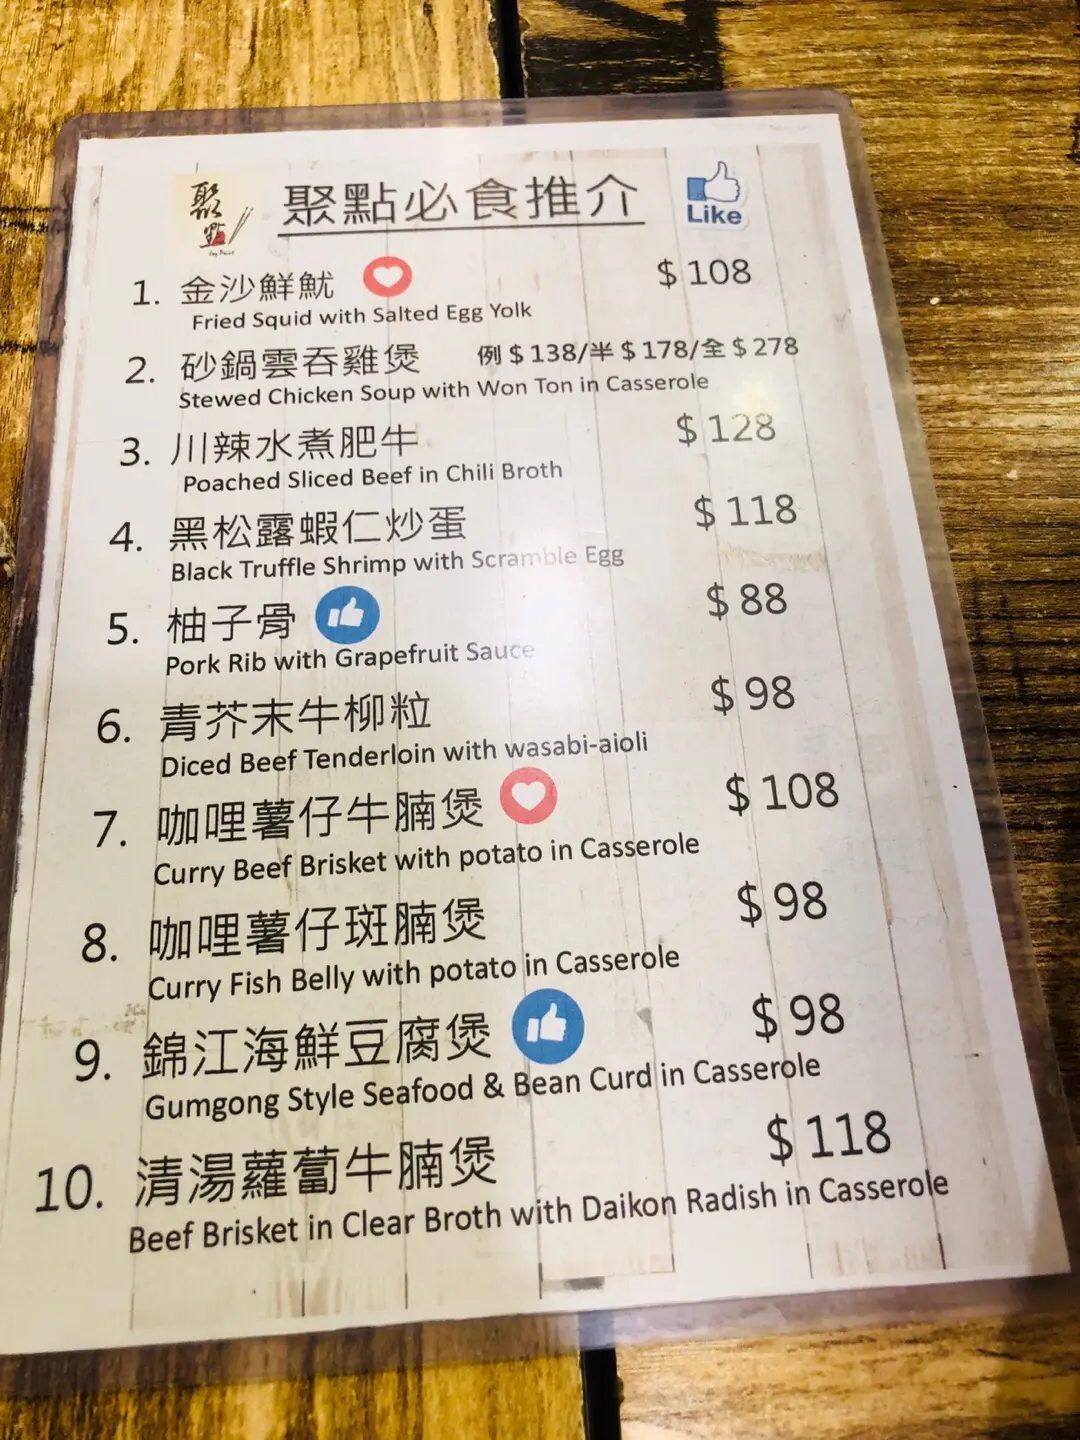 聚點
Joy Point
聚點必食推介
Like
1. 金沙鮮魷 $ 108
Fried Squid with Salted Egg Yolk
2. 砂鍋雲吞雞煲 例 $ 138/半 $ 178/全 $ 278
Stewed Chicken Soup with Won Ton in Casserole
3. 川辣水煮肥牛 $ 128
Poached Sliced Beef in Chili Broth
4. 黑松露蝦仁炒蛋 $ 118
Black Truffle Shrimp with Scramble Egg
5. 柚子骨 $ 88
Pork Rib with Grapefruit Sauce
6. 青芥末牛柳粒 $ 98
Diced Beef Tenderloin with wasabi-aioli
7. 咖哩薯仔牛腩煲 $ 108
Curry Beef Brisket with potato in Casserole
8. 咖哩薯仔斑腩煲 $ 98
Curry Fish Belly with potato in Casserole
9. 錦江海鮮豆腐煲 $ 98
Gumgong Style Seafood & Bean Curd in Casserole
10. 清湯蘿蔔牛腩煲 $ 118
Beef Brisket in Clear Broth with Daikon Radish in Casserole